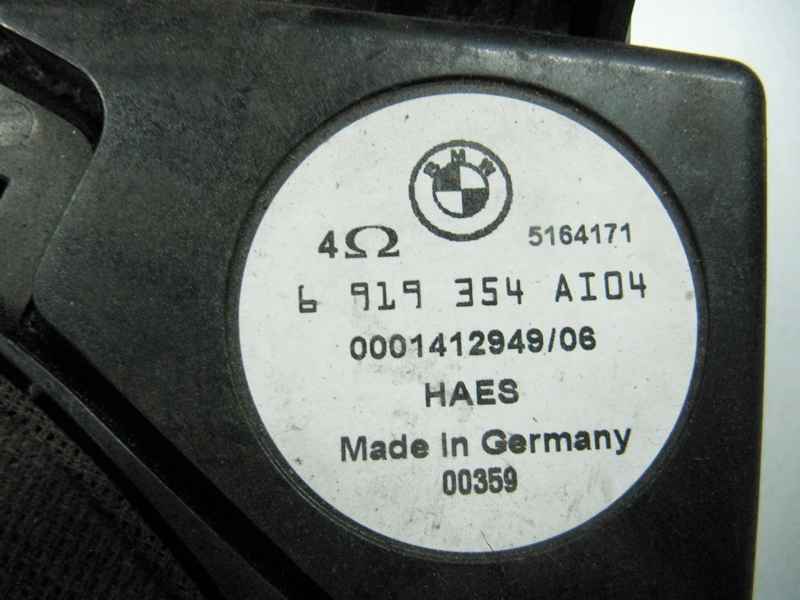 BMW
4Ω 5164171
6 919 354 AI04
0001412949/06
HAES
Made in Germany
00359